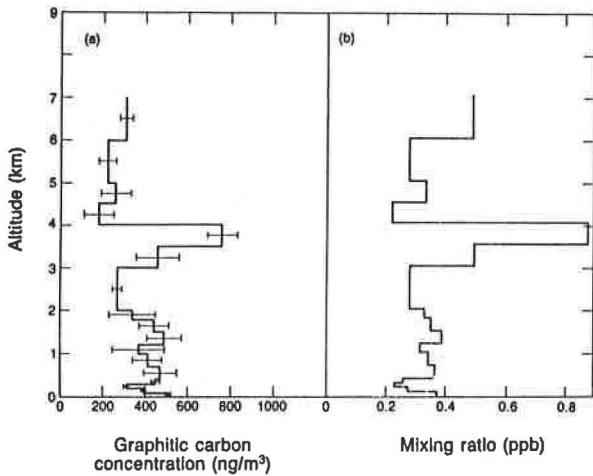 9
8
7
6
5
4
3
2
1
0
Altitude (km)
(a)
0 200 400 600 800 1000
Graphitic carbon
concentration (ng/m³)
(b)
0.2 0.4 0.6 0.8
Mixing ratio (ppb)